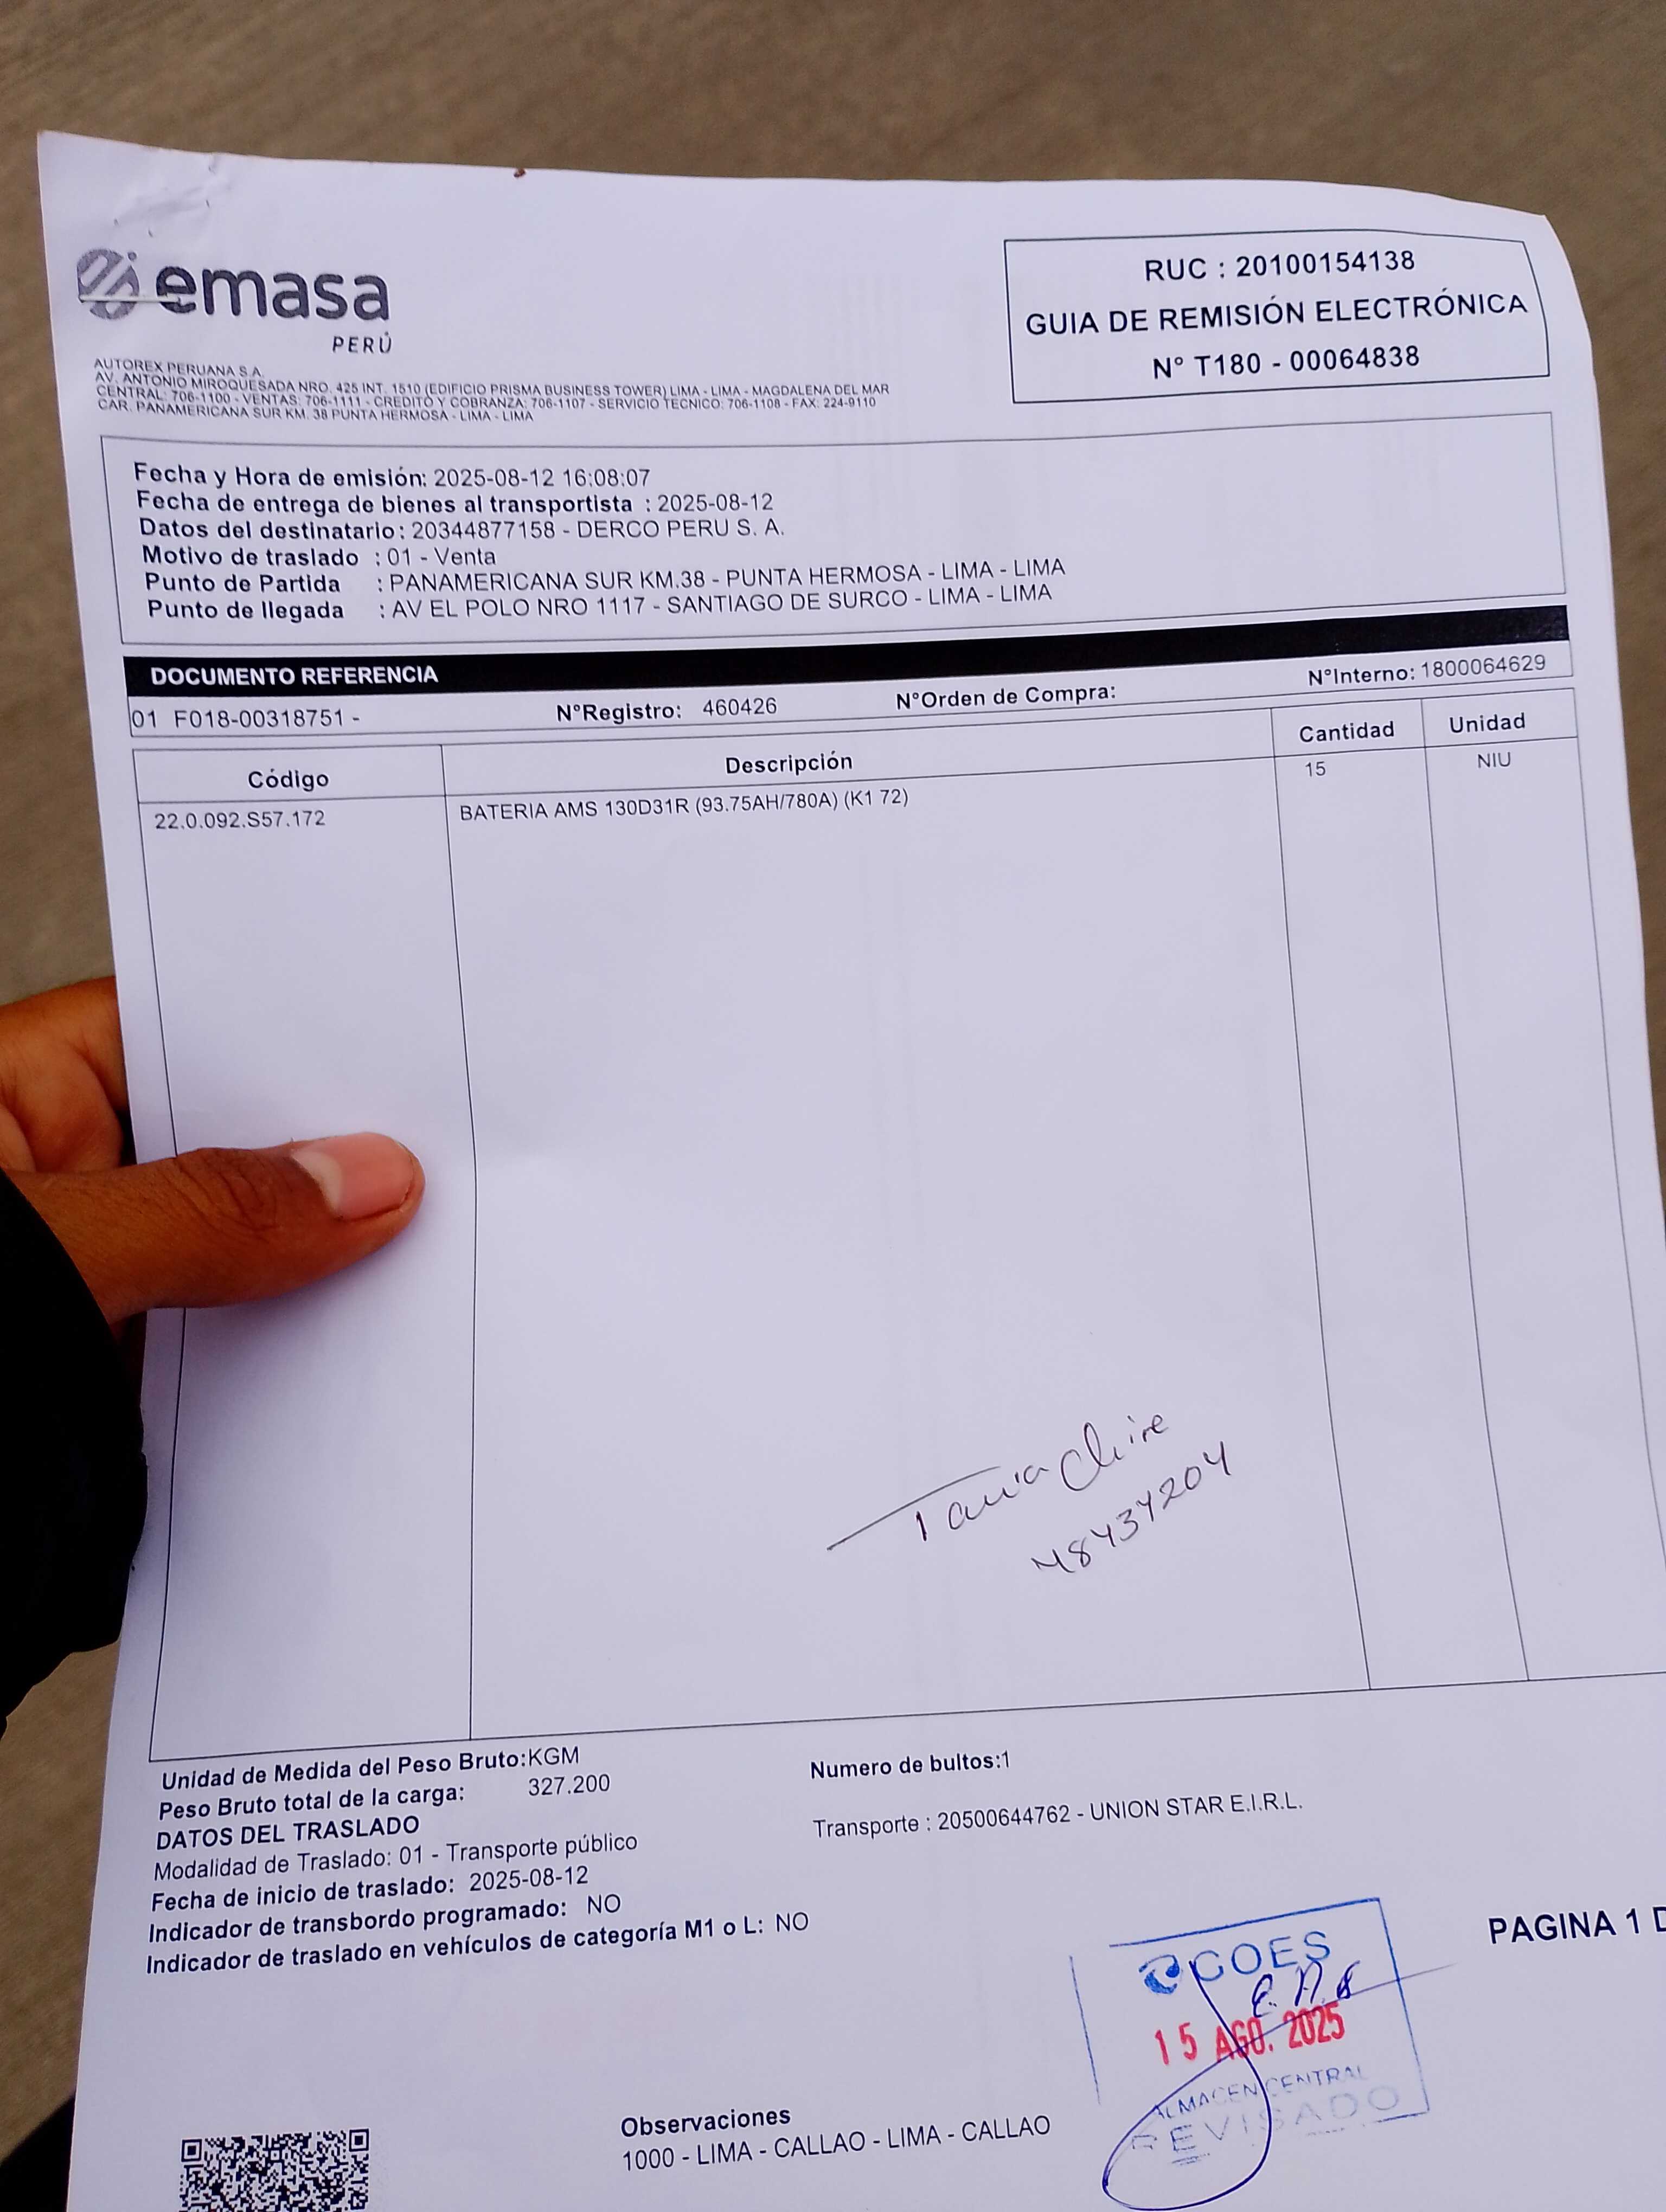 emasa
PERÚ
AUTOREX PERUANA S.A.
AV. ANTONIO MIROQUESADA NRO. 425 INT. 1510 (EDIFICIO PRISMA BUSINESS TOWER) LIMA - LIMA - MAGDALENA DEL MAR
CENTRAL: 706-1100 - VENTAS: 706-1111 - CREDITO Y COBRANZA: 706-1107 - SERVICIO TECNICO: 706-1108 - FAX: 224-9110
CAR. PANAMERICANA SUR KM. 38 PUNTA HERMOSA - LIMA - LIMA
RUC : 20100154138
GUIA DE REMISIÓN ELECTRÓNICA
N° T180 - 00064838
Fecha y Hora de emisión: 2025-08-12 16:08:07
Fecha de entrega de bienes al transportista : 2025-08-12
Datos del destinatario: 20344877158 - DERCO PERU S. A.
Motivo de traslado : 01 - Venta
Punto de Partida : PANAMERICANA SUR KM.38 - PUNTA HERMOSA - LIMA - LIMA
Punto de llegada : AV EL POLO NRO 1117 - SANTIAGO DE SURCO - LIMA - LIMA
DOCUMENTO REFERENCIA
01 F018-00318751 - N°Registro: 460426 N°Orden de Compra: N°Interno: 1800064629
Código Descripción Cantidad Unidad
22.0.092.S57.172 BATERIA AMS 130D31R (93.75AH/780A) (K1 72) 15 NIU
Tania Chire
48434204
Unidad de Medida del Peso Bruto:KGM
Peso Bruto total de la carga: 327.200
Numero de bultos:1
DATOS DEL TRASLADO
Modalidad de Traslado: 01 - Transporte público
Transporte : 20500644762 - UNION STAR E.I.R.L.
Fecha de inicio de traslado: 2025-08-12
Indicador de transbordo programado: NO
Indicador de traslado en vehículos de categoría M1 o L: NO
PAGINA 1 D
COES
15 AGO. 2025
ALMACEN CENTRAL
REVISADO
Observaciones
1000 - LIMA - CALLAO - LIMA - CALLAO